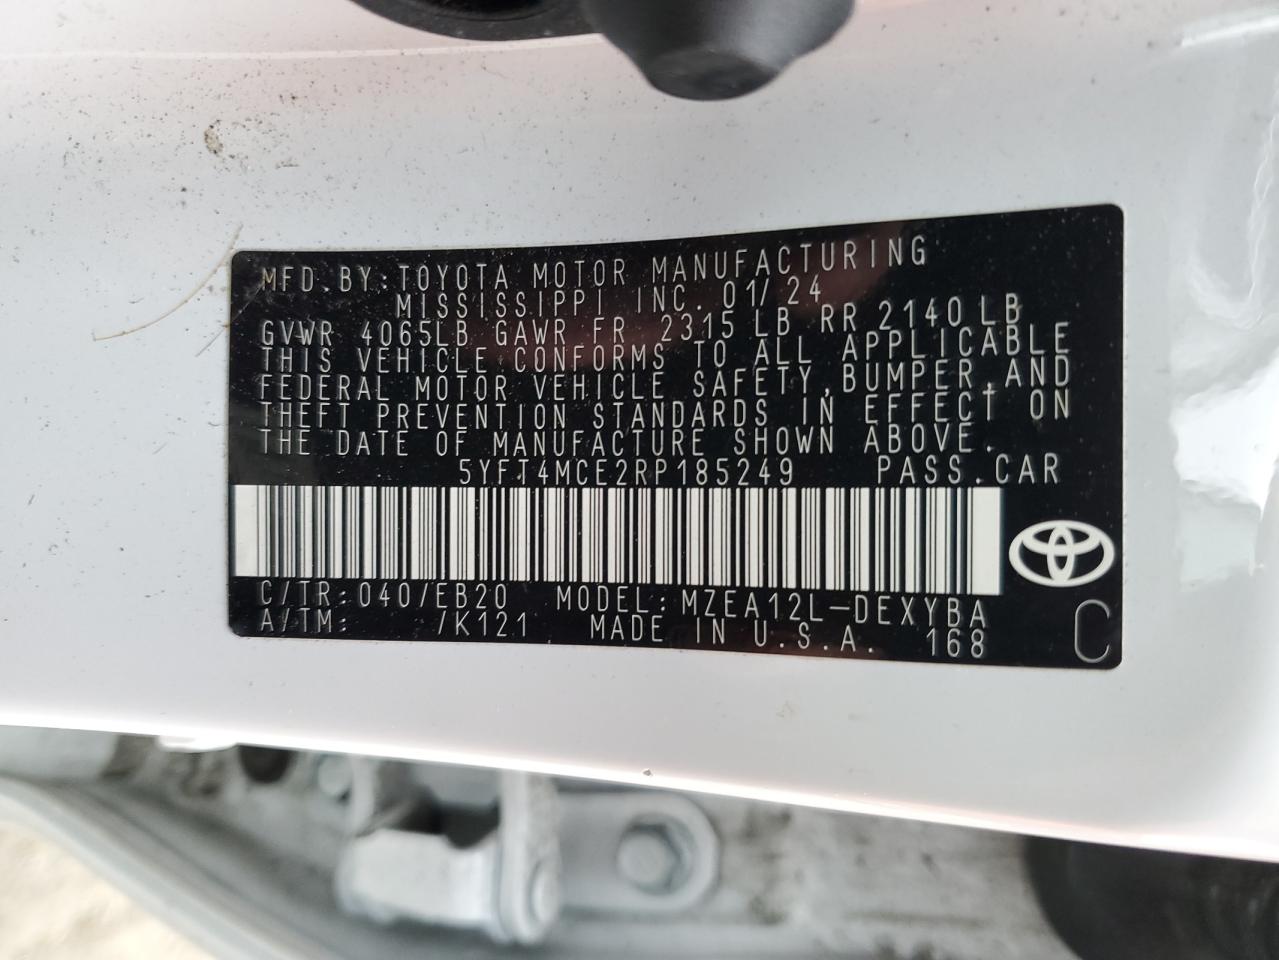 MFD.BY:TOYOTA MOTOR MANUFACTURING
MISSISSIPPI INC. 01/24
GVWR 4065LB GAWR FR 2315LB RR 2140LB
THIS VEHICLE CONFORMS TO ALL APPLICABLE
FEDERAL MOTOR VEHICLE SAFETY,BUMPER,AND
THEFT PREVENTION STANDARDS IN EFFECT ON
THE DATE OF MANUFACTURE SHOWN ABOVE.
5YFT4MCE2RP185249 PASS.CAR
C/TR:040/EB20 MODEL:MZEA12L-DEXYBA
A/TM: /K121 MADE IN U.S.A. 168
C